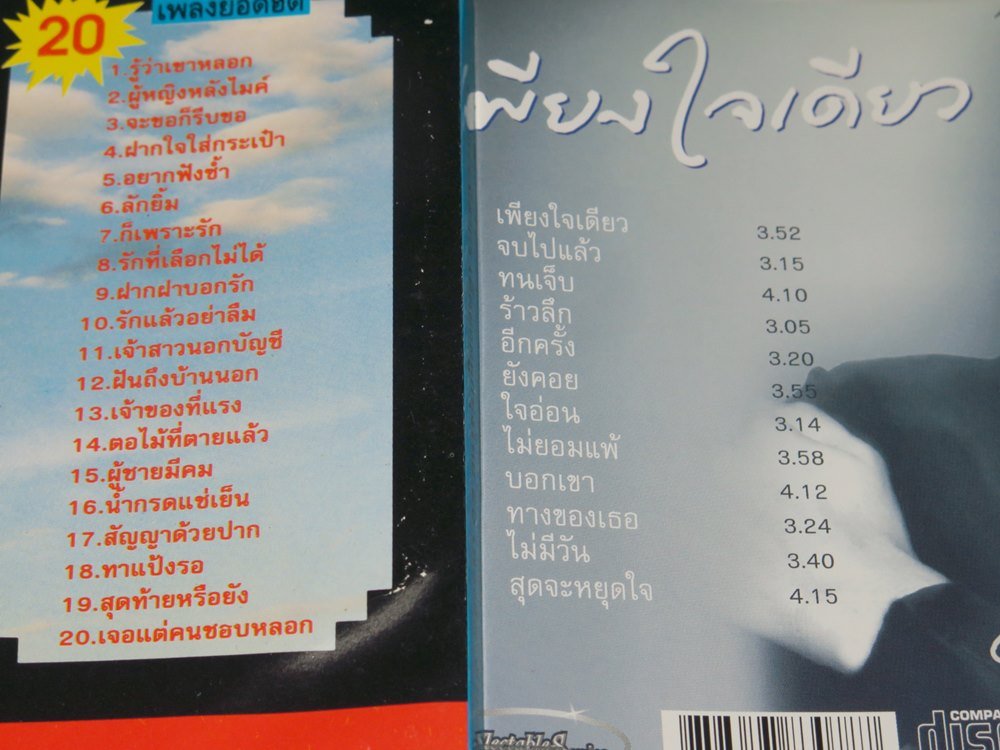 20
เพลงยอดฮิต
1.รู้ว่าเขาหลอก
2.ผู้หญิงหลังไมค์
3.จะขอก็รีบขอ
4.ฝากใจใส่กระเป๋า
5.อยากฟังซ้ำ
6.ลักยิ้ม
7.ก็เพราะรัก
8.รักที่เลือกไม่ได้
9.ฝากฝาบอกรัก
10.รักแล้วอย่าลืม
11.เจ้าสาวนอกบัญชี
12.ฝันถึงบ้านนอก
13.เจ้าของที่แรง
14.ตอไม้ที่ตายแล้ว
15.ผู้ชายมีคม
16.น้ำกรดแช่เย็น
17.สัญญาด้วยปาก
18.ทาแป้งรอ
19.สุดท้ายหรือยัง
20.เจอแต่คนชอบหลอก
เพียงใจเดียว
เพียงใจเดียว 3.52
จบไปแล้ว 3.15
ทนเจ็บ 4.10
ร้าวลึก 3.05
อีกครั้ง 3.20
ยังคอย 3.55
ใจอ่อน 3.14
ไม่ยอมแพ้ 3.58
บอกเขา 4.12
ทางของเธอ 3.24
ไม่มีวัน 3.40
สุดจะหยุดใจ 4.15